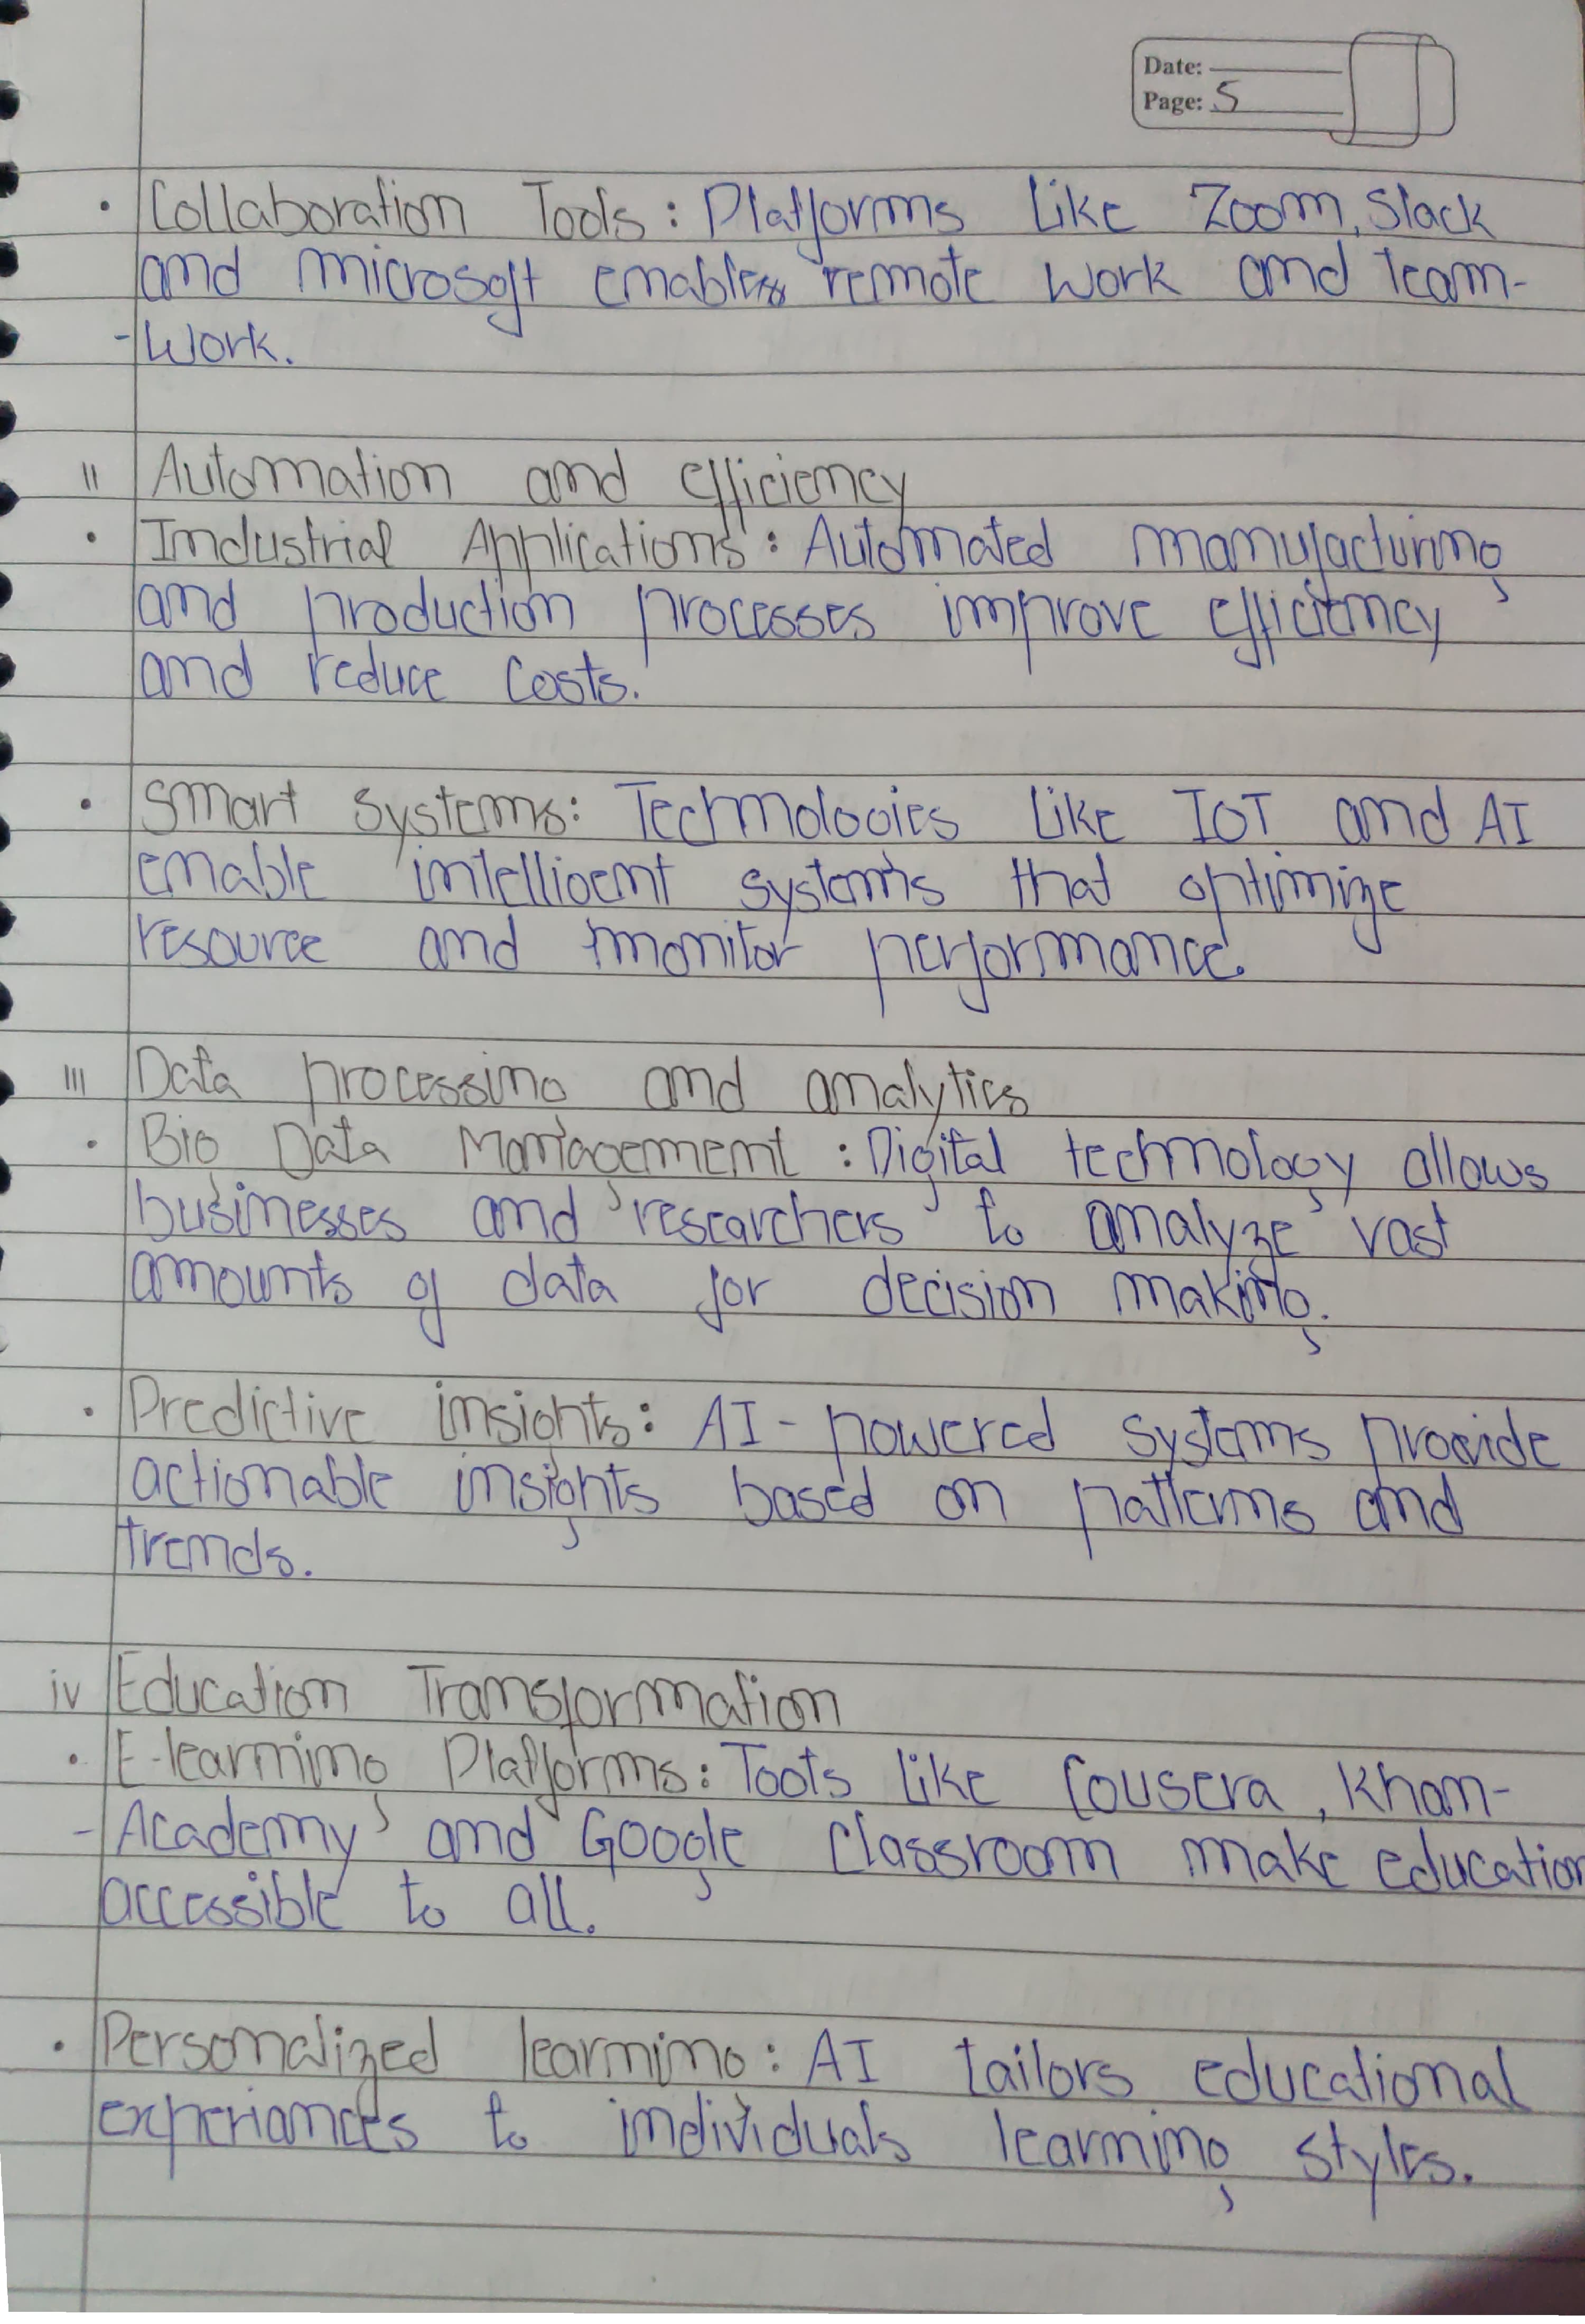 Date:
Page: 5
• Collaboration Tools : Platforms like Zoom, Slack
and microsoft enables remote work and team-
-work.
II Automation and efficiency
• Industrial Applications : Automated manufacturing
and production processes improve efficiency
and reduce costs.
• Smart systems: Technologies like IOT and AI
enable intelligent systems that optimize
resource and monitor performance.
III Data processing and analytics
• Big Data Management : Digital technology allows
businesses and researchers to analyze vast
amounts of data for decision making.
• Predictive insights: AI-powered systems provide
actionable insights based on patterns and
trends.
iv Education Transformation
• E-learning Platforms: Tools like Cousera, Khan-
- Academy and Google classroom make education
accessible to all.
• Personalized learning : AI tailors educational
experiances to individuals learning styles.